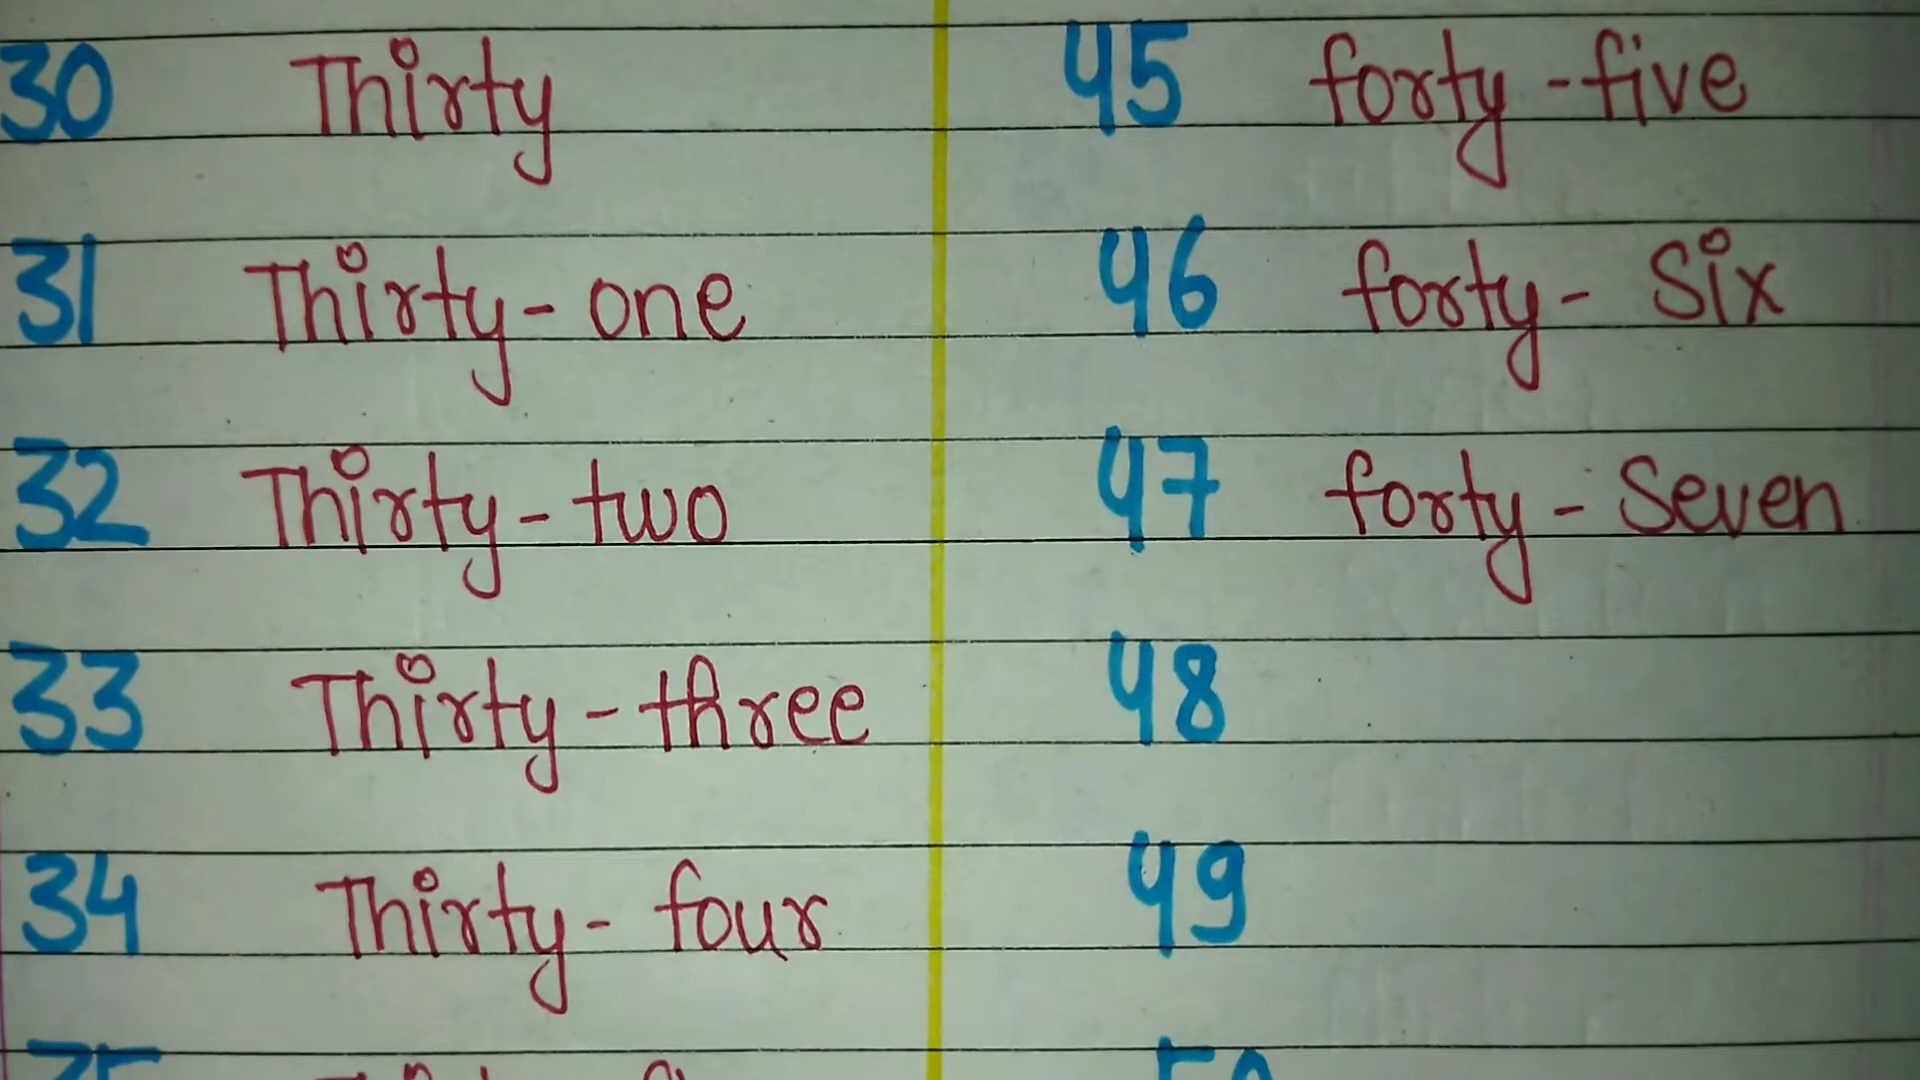 30 Thirty
31 Thirty-one
32 Thirty-two
33 Thirty-three
34 Thirty-four
45 forty-five
46 forty-Six
47 forty-Seven
48
49